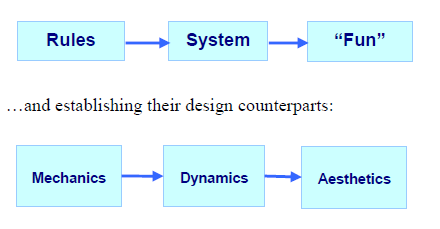 Rules System “Fun”
…and establishing their design counterparts:
Mechanics Dynamics Aesthetics